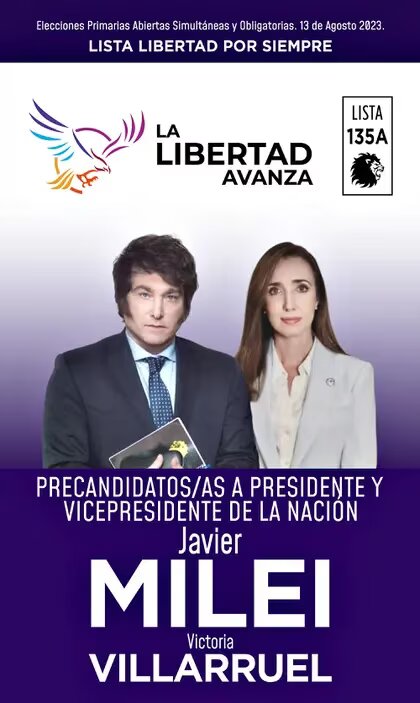 Elecciones Primarias Abiertas Simultáneas y Obligatorias. 13 de Agosto 2023.
LISTA LIBERTAD POR SIEMPRE
LA
LIBERTAD
AVANZA
LISTA
135A
PRECANDIDATOS/AS A PRESIDENTE Y
VICEPRESIDENTE DE LA NACIÓN
Javier
MILEI
Victoria
VILLARRUEL